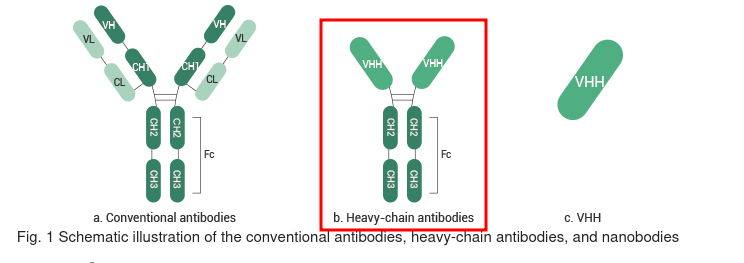 VH VH
VL VL
CH1 CH1
CL CL
CH2 CH2
Fc
CH3 CH3
a. Conventional antibodies
VHH VHH
CH2 CH2
Fc
CH3 CH3
b. Heavy-chain antibodies
VHH
c. VHH
Fig. 1 Schematic illustration of the conventional antibodies, heavy-chain antibodies, and nanobodies